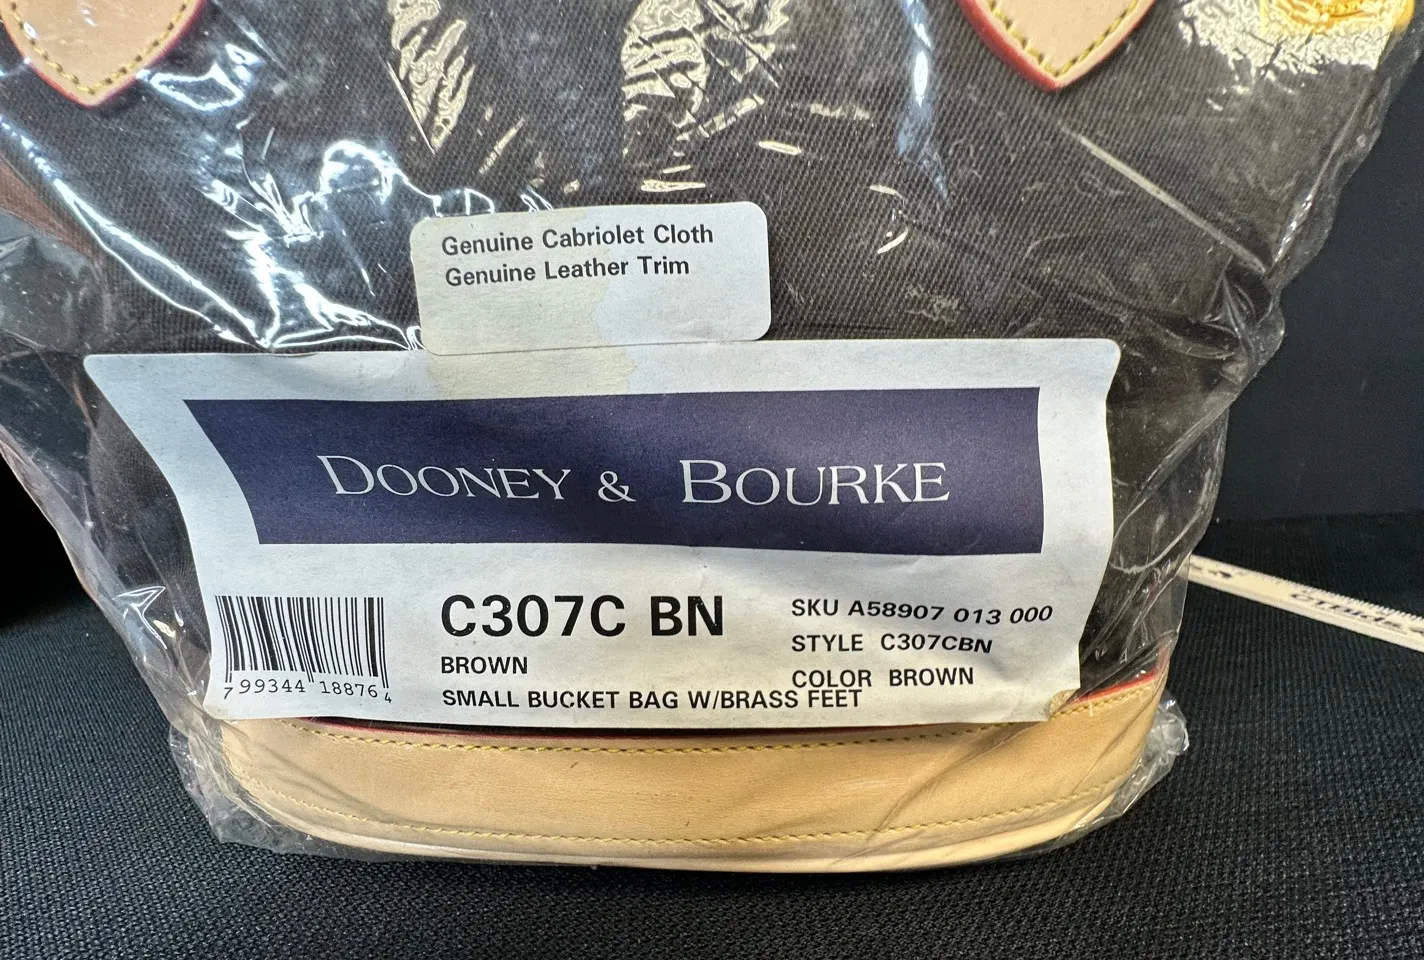 Genuine Cabriolet Cloth
Genuine Leather Trim
DOONEY & BOURKE
C307C BN
BROWN
SMALL BUCKET BAG W/BRASS FEET
SKU A58907 013 000
STYLE C307CBN
COLOR BROWN
7 99344 18876 4